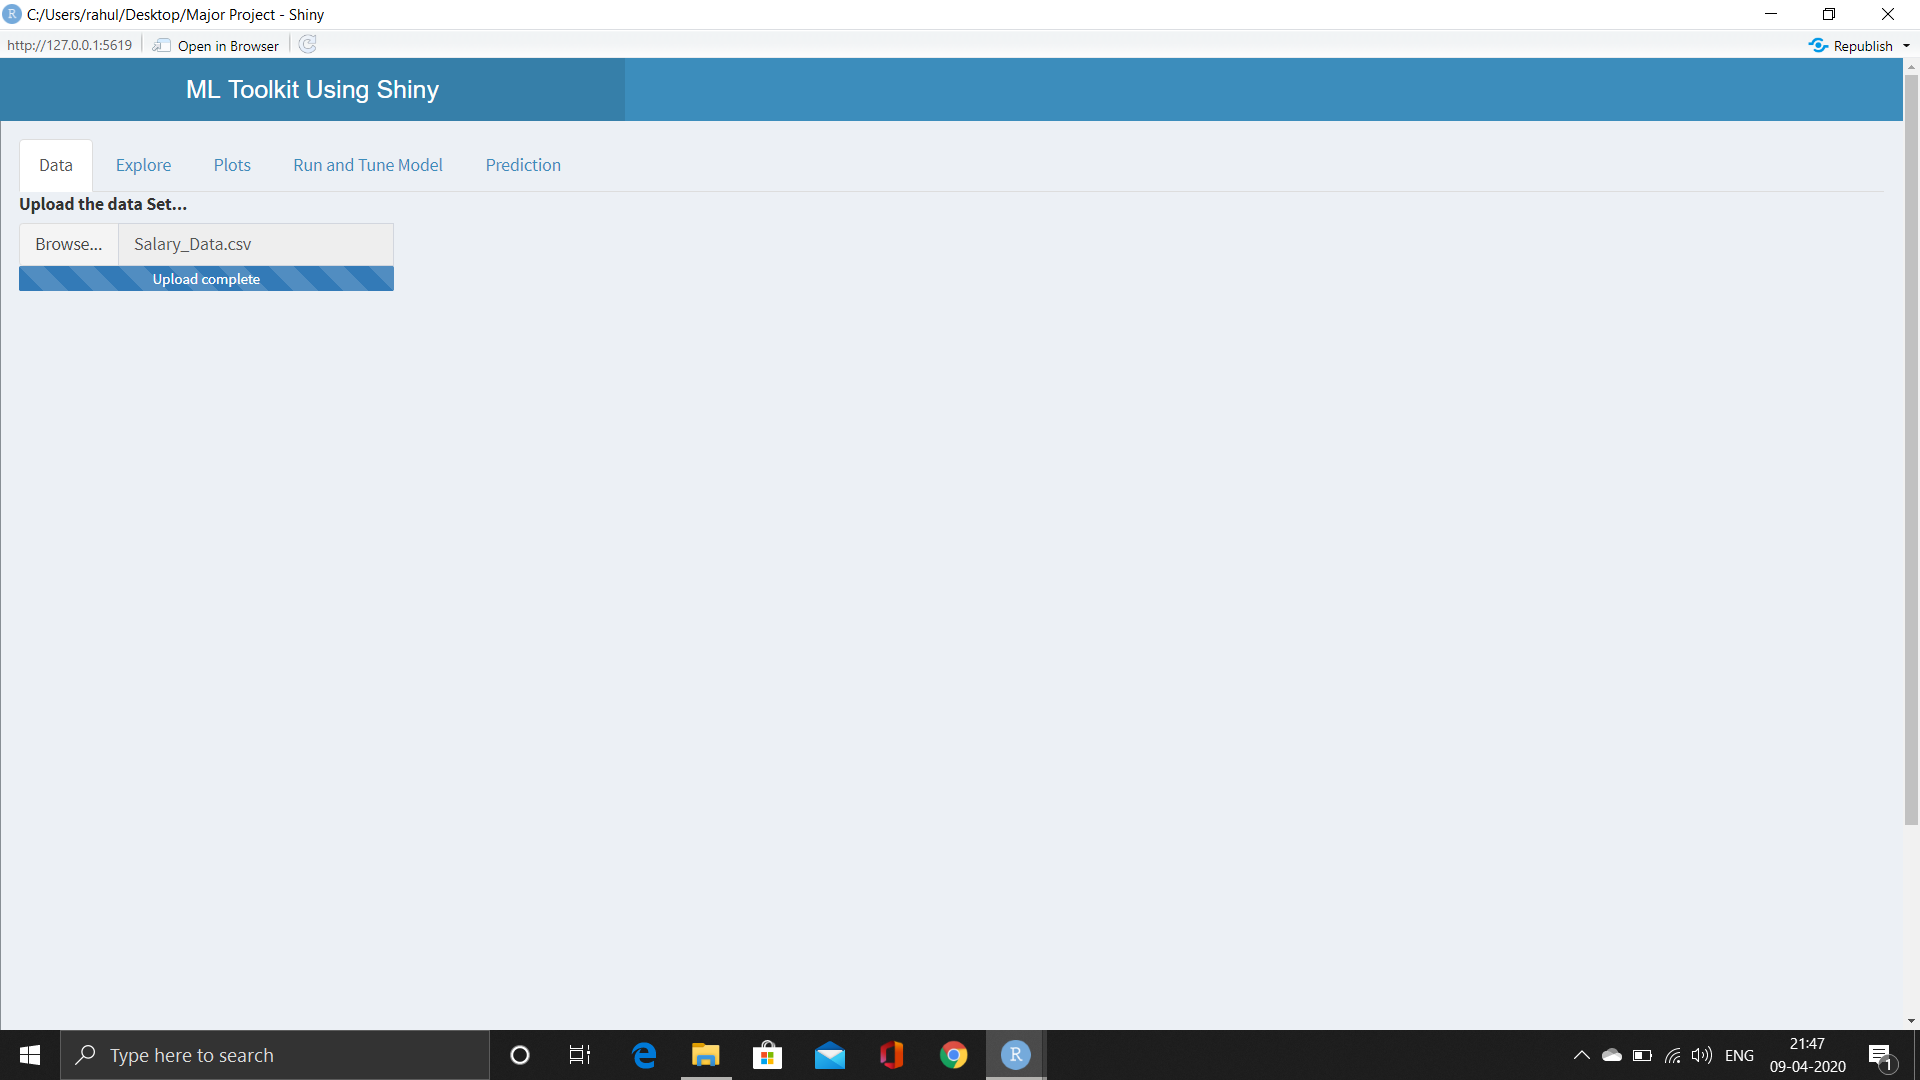 R C:/Users/rahul/Desktop/Major Project - Shiny
http://127.0.0.1:5619 Open in Browser Republish
ML Toolkit Using Shiny
Data Explore Plots Run and Tune Model Prediction
Upload the data Set...
Browse... Salary_Data.csv
Upload complete
Type here to search R ENG 21:47
09-04-2020 1